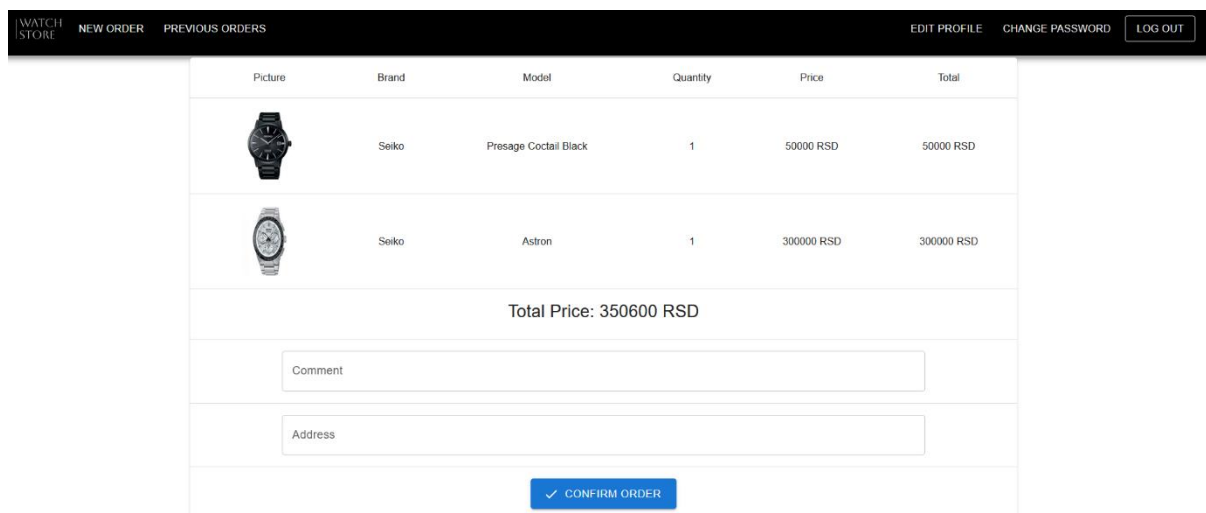 WATCH
STORE
NEW ORDER PREVIOUS ORDERS EDIT PROFILE CHANGE PASSWORD LOG OUT
Picture Brand Model Quantity Price Total
Seiko Presage Coctail Black 1 50000 RSD 50000 RSD
Seiko Astron 1 300000 RSD 300000 RSD
Total Price: 350600 RSD
Comment
Address
CONFIRM ORDER